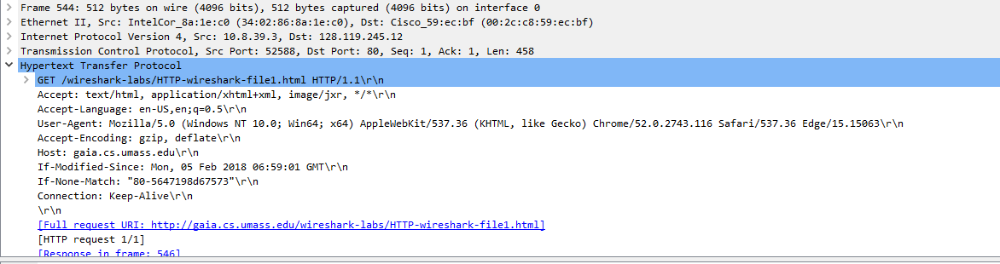 Frame 544: 512 bytes on wire (4096 bits), 512 bytes captured (4096 bits) on interface 0
Ethernet II, Src: IntelCor_8a:1e:c0 (34:02:86:8a:1e:c0), Dst: Cisco_59:ec:bf (00:2c:c8:59:ec:bf)
Internet Protocol Version 4, Src: 10.8.39.3, Dst: 128.119.245.12
Transmission Control Protocol, Src Port: 52588, Dst Port: 80, Seq: 1, Ack: 1, Len: 458
Hypertext Transfer Protocol
GET /wireshark-labs/HTTP-wireshark-file1.html HTTP/1.1\r\n
Accept: text/html, application/xhtml+xml, image/jxr, */*\r\n
Accept-Language: en-US,en;q=0.5\r\n
User-Agent: Mozilla/5.0 (Windows NT 10.0; Win64; x64) AppleWebKit/537.36 (KHTML, like Gecko) Chrome/52.0.2743.116 Safari/537.36 Edge/15.15063\r\n
Accept-Encoding: gzip, deflate\r\n
Host: gaia.cs.umass.edu\r\n
If-Modified-Since: Mon, 05 Feb 2018 06:59:01 GMT\r\n
If-None-Match: "80-5647198d67573"\r\n
Connection: Keep-Alive\r\n
\r\n
[Full request URI: http://gaia.cs.umass.edu/wireshark-labs/HTTP-wireshark-file1.html]
[HTTP request 1/1]
[Response in frame: 546]